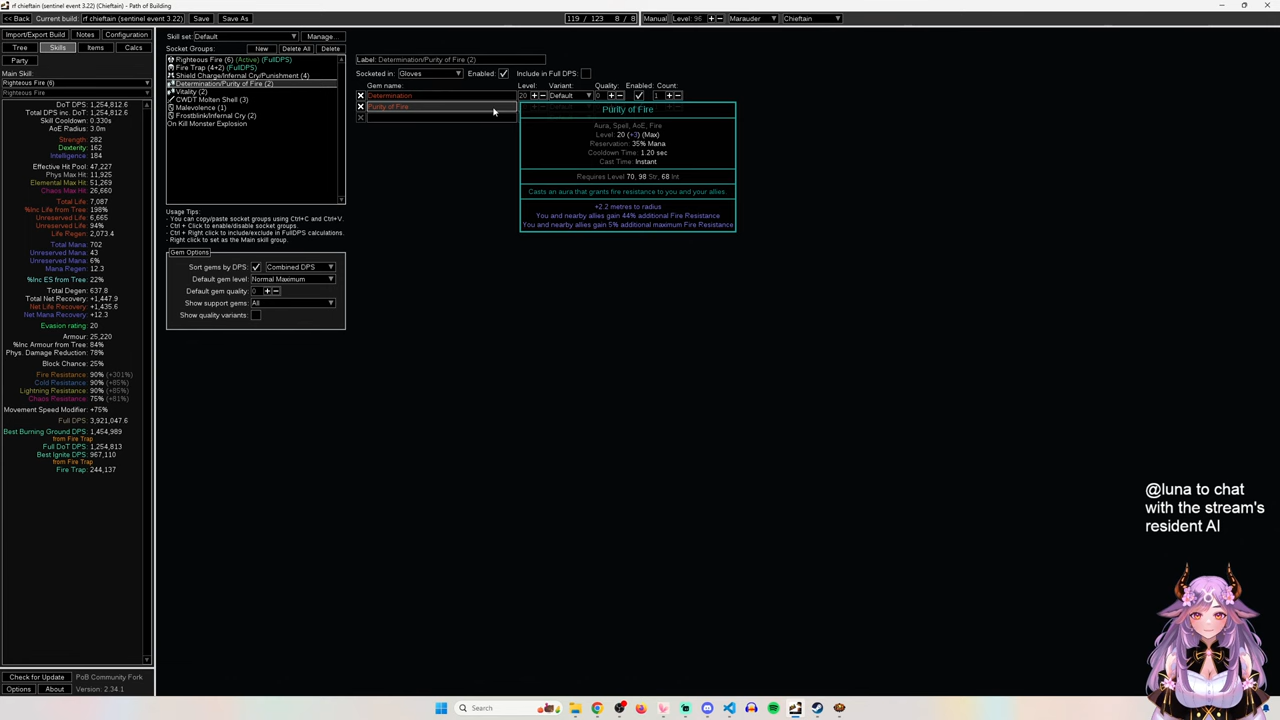 rf chieftain (sentinel event 3.22) (Chieftain) - Path of Building
<< Back
Current build:
rf chieftain (sentinel event 3.22)
Save
Save As
119 / 123 8 / 8
Manual
Level: 96
Marauder
Chieftain
Import/Export Build
Notes
Configuration
Tree
Skills
Items
Calcs
Party
Main Skill:
Righteous Fire (6)
Righteous Fire
DoT DPS: 1,254,812.6
Total DPS inc. DoT: 1,254,812.6
Skill Cooldown: 0.330s
AoE Radius: 3.0m
Strength: 282
Dexterity: 162
Intelligence: 184
Effective Hit Pool: 47,227
Phys Max Hit: 11,925
Elemental Max Hit: 51,269
Chaos Max Hit: 26,660
Total Life: 7,087
%Inc Life from Tree: 198%
Unreserved Life: 6,665
Unreserved Life: 94%
Life Regen: 2,073.4
Total Mana: 702
Unreserved Mana: 43
Unreserved Mana: 6%
Mana Regen: 12.3
%Inc ES from Tree: 22%
Total Degen: 637.8
Total Net Recovery: +1,447.9
Net Life Recovery: +1,435.6
Net Mana Recovery: +12.3
Evasion rating: 20
Armour: 25,220
%Inc Armour from Tree: 84%
Phys. Damage Reduction: 78%
Block Chance: 25%
Fire Resistance: 90% (+301%)
Cold Resistance: 90% (+85%)
Lightning Resistance: 90% (+85%)
Chaos Resistance: 75% (+81%)
Movement Speed Modifier: +75%
Full DPS: 3,921,047.6
Best Burning Ground DPS: 1,454,989
from Fire Trap
Full DoT DPS: 1,254,813
Best Ignite DPS: 967,110
from Fire Trap
Fire Trap: 244,137
Check for Update
PoB Community Fork
Options
About
Version: 2.34.1
Skill set: Default
Manage...
Socket Groups:
New
Delete All
Delete
Righteous Fire (6) (Active) (FullDPS)
Fire Trap (4+2) (FullDPS)
Shield Charge/Infernal Cry/Punishment (4)
Determination/Purity of Fire (2)
Vitality (2)
CWDT Molten Shell (3)
Malevolence (1)
Frostblink/Infernal Cry (2)
On Kill Monster Explosion
Usage Tips:
- You can copy/paste socket groups using Ctrl+C and Ctrl+V.
- Ctrl + Click to enable/disable socket groups.
- Ctrl + Right click to include/exclude in FullDPS calculations.
- Right click to set as the Main skill group.
Gem Options
Sort gems by DPS:
Combined DPS
Default gem level: Normal Maximum
Default gem quality: 0
Show support gems: All
Show quality variants:
Label: Determination/Purity of Fire (2)
Socketed in: Gloves
Enabled:
Include in Full DPS:
Gem name:
Level:
Variant:
Quality:
Enabled:
Count:
Determination
20
Default
0
1
Purity of Fire
Purity of Fire
Aura, Spell, AoE, Fire
Level: 20 (+3) (Max)
Reservation: 35% Mana
Cooldown Time: 1.20 sec
Cast Time: Instant
Requires Level 70, 98 Str, 68 Int
Casts an aura that grants fire resistance to you and your allies.
+2.2 metres to radius
You and nearby allies gain 44% additional Fire Resistance
You and nearby allies gain 5% additional maximum Fire Resistance
@luna to chat
with the stream's
resident AI
Search